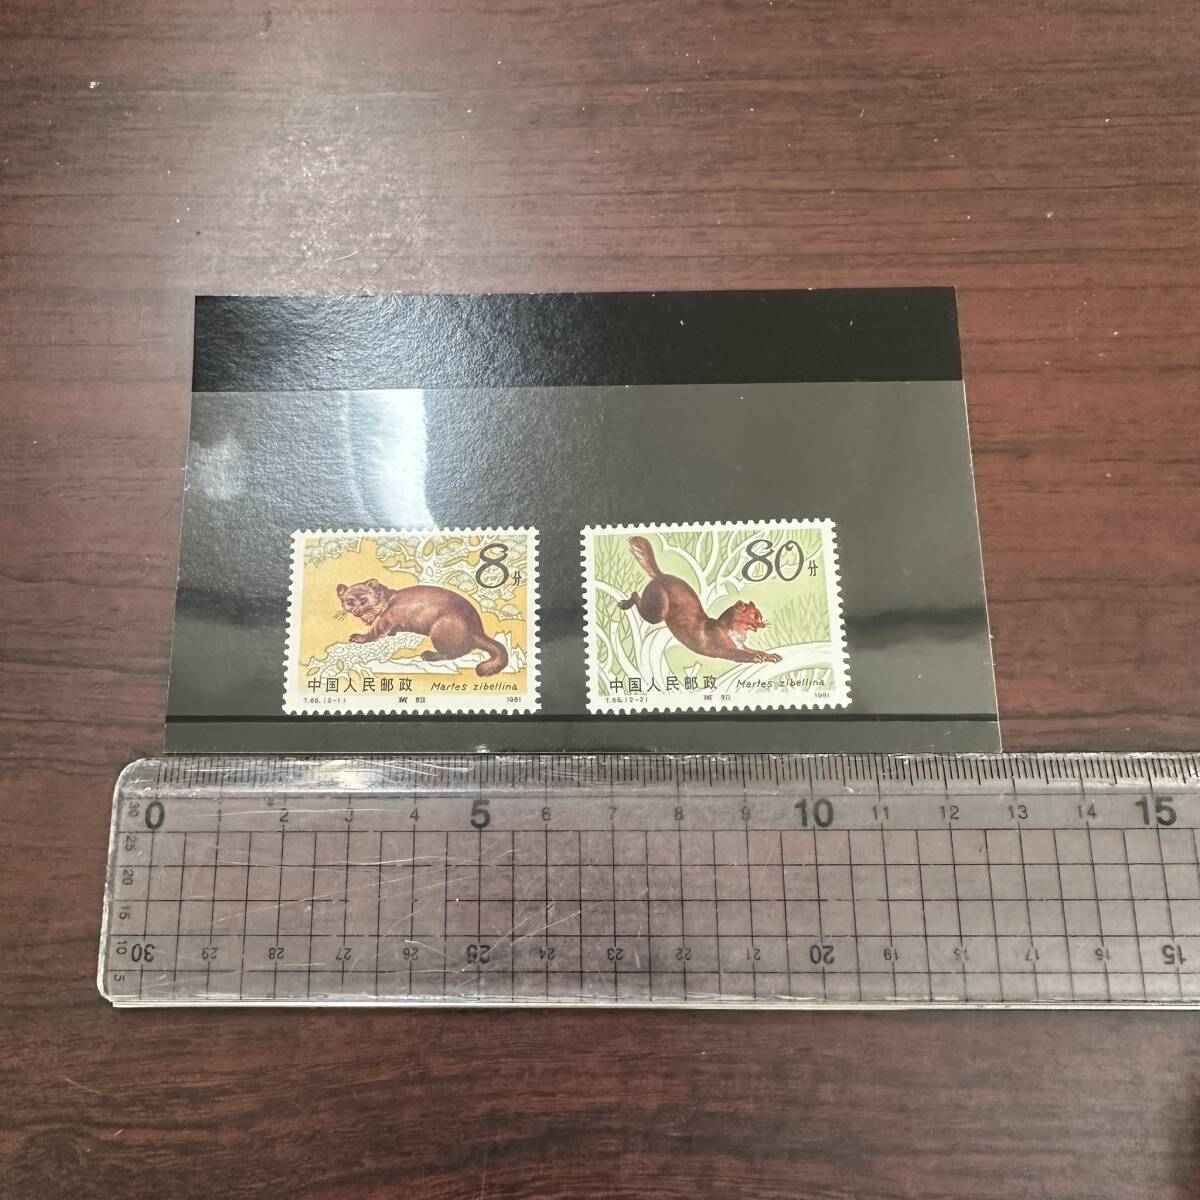 8分
中国人民邮政 Martes zibellina
T.68.(2-1) 紫貂 1981
80分
中国人民邮政 Martes zibellina
T.68.(2-2) 紫貂 1981
0 1 2 3 4 5 6 7 8 9 10 11 12 13 14 15
30 25 20 15 10 5
30 29 28 27 26 25 24 23 22 21 20 19 18 17 16 15